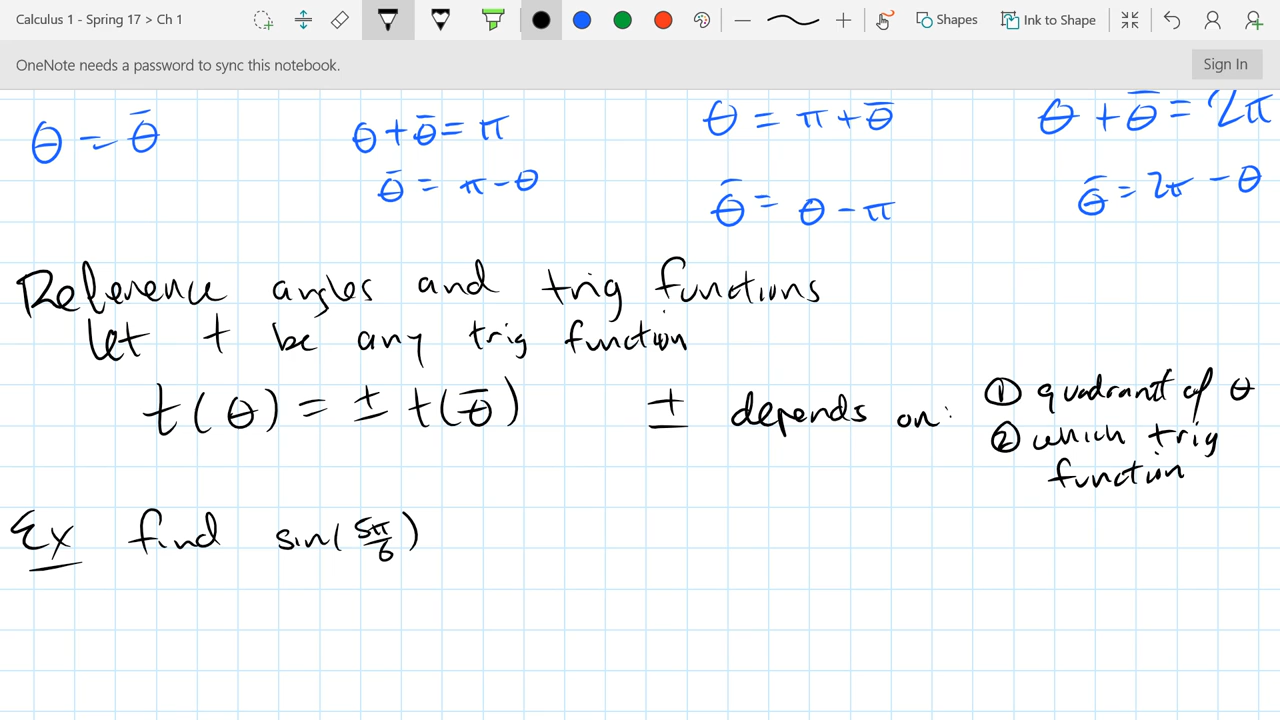 Calculus 1 - Spring 17 > Ch 1
Shapes
Ink to Shape
OneNote needs a password to sync this notebook.
Sign In
θ = θ̄
θ + θ̄ = π
θ̄ = π - θ
θ = π + θ̄
θ̄ = θ - π
θ + θ̄ = 2π
θ̄ = 2π - θ
Reference angles and trig functions
let t be any trig function
t(θ) = ± t(θ̄) ± depends on:
① quadrant of θ
② which trig
function
Ex find sin(5π/6)